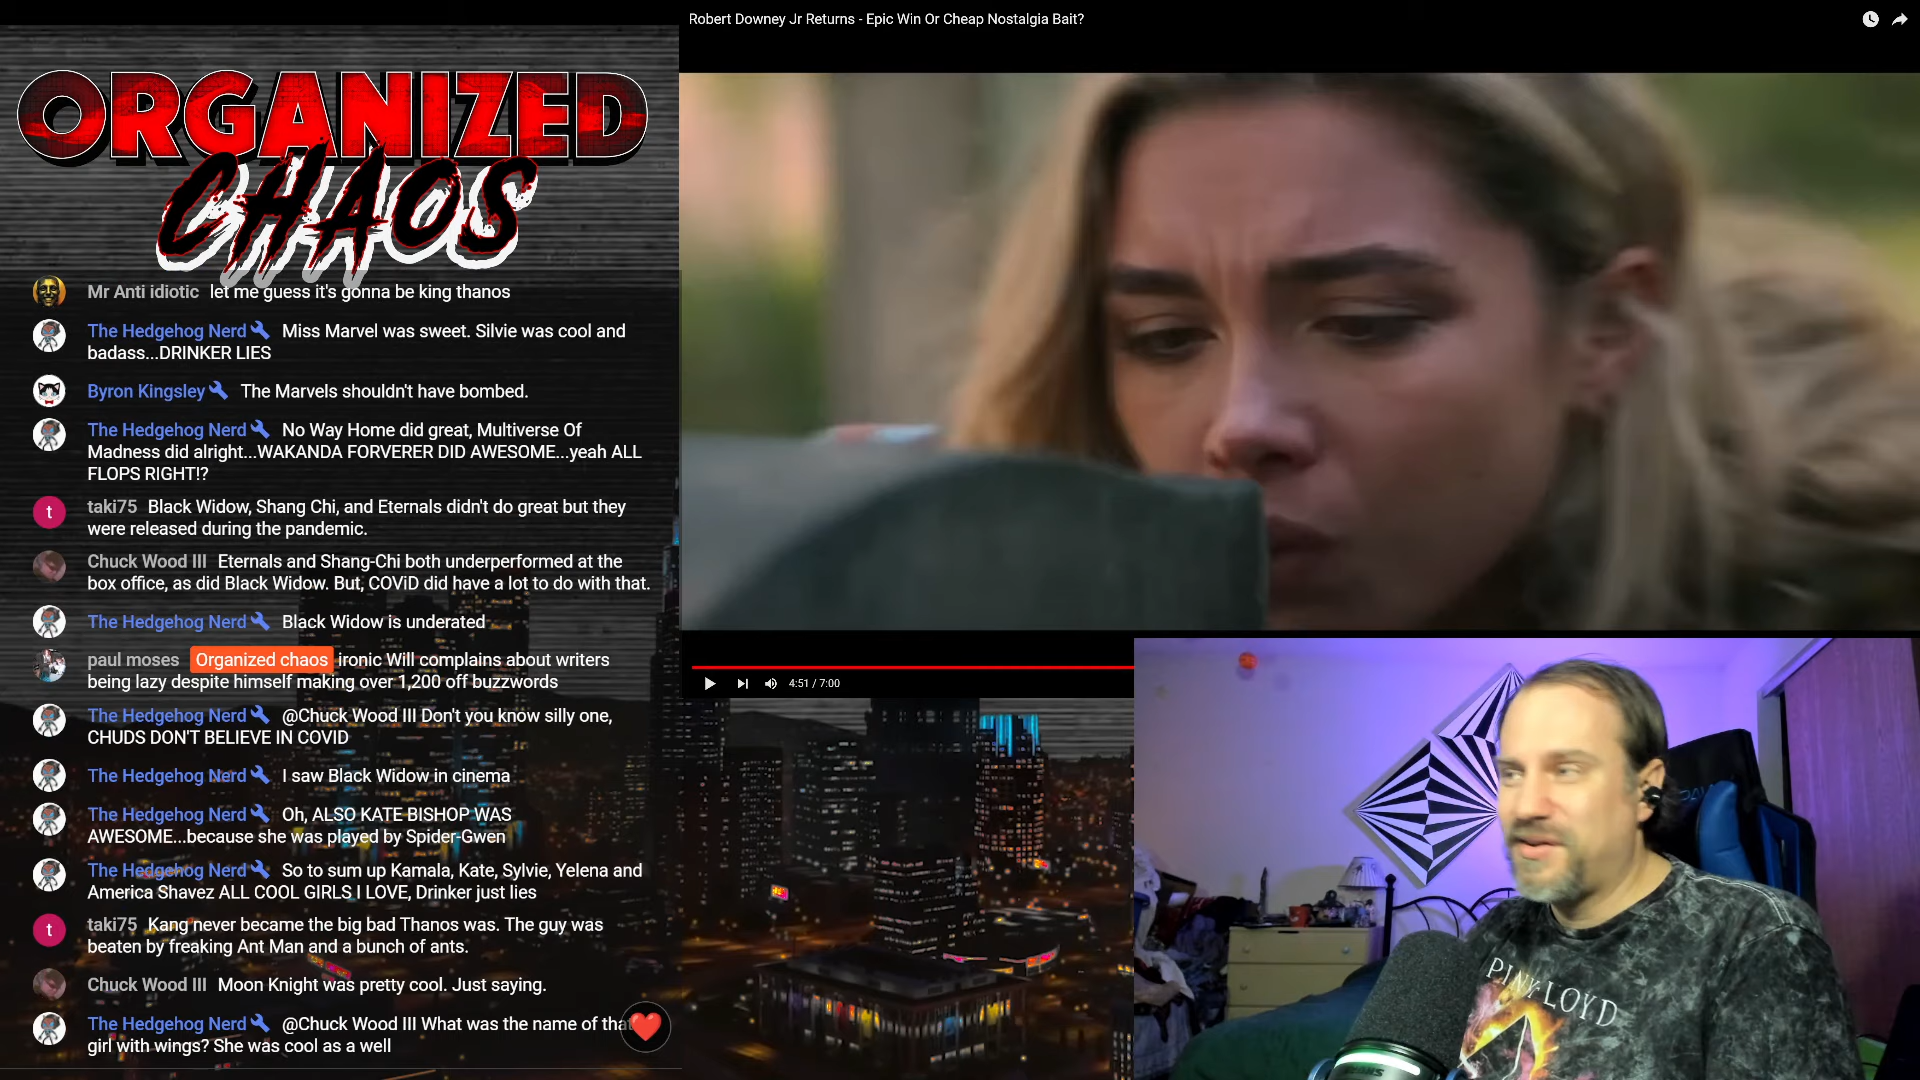 Robert Downey Jr Returns - Epic Win Or Cheap Nostalgia Bait?
ORGANIZED
CHAOS
Mr Anti idiotic let me guess it's gonna be king thanos
The Hedgehog Nerd Miss Marvel was sweet. Silvie was cool and
badass...DRINKER LIES
Byron Kingsley The Marvels shouldn't have bombed.
The Hedgehog Nerd No Way Home did great, Multiverse Of
Madness did alright...WAKANDA FORVERER DID AWESOME...yeah ALL
FLOPS RIGHT!?
t
taki75 Black Widow, Shang Chi, and Eternals didn't do great but they
were released during the pandemic.
Chuck Wood III Eternals and Shang-Chi both underperformed at the
box office, as did Black Widow. But, COViD did have a lot to do with that.
The Hedgehog Nerd Black Widow is underated
paul moses Organized chaos ironic Will complains about writers
being lazy despite himself making over 1,200 off buzzwords
The Hedgehog Nerd @Chuck Wood III Don't you know silly one,
CHUDS DON'T BELIEVE IN COVID
The Hedgehog Nerd I saw Black Widow in cinema
The Hedgehog Nerd Oh, ALSO KATE BISHOP WAS
AWESOME...because she was played by Spider-Gwen
The Hedgehog Nerd So to sum up Kamala, Kate, Sylvie, Yelena and
America Shavez ALL COOL GIRLS I LOVE, Drinker just lies
t
taki75 Kang never became the big bad Thanos was. The guy was
beaten by freaking Ant Man and a bunch of ants.
Chuck Wood III Moon Knight was pretty cool. Just saying.
The Hedgehog Nerd @Chuck Wood III What was the name of that
girl with wings? She was cool as a well
4:51 / 7:00
PINK FLOYD